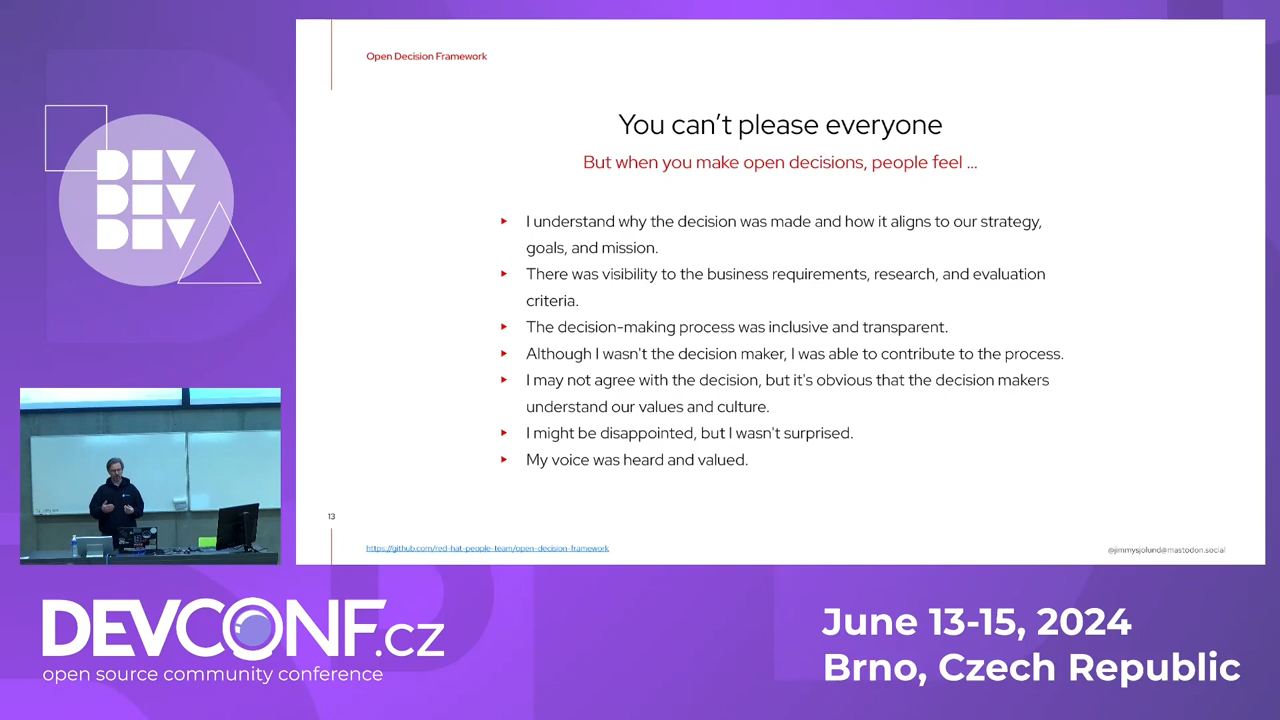 Open Decision Framework
You can't please everyone
But when you make open decisions, people feel ...
I understand why the decision was made and how it aligns to our strategy,
goals, and mission.
There was visibility to the business requirements, research, and evaluation
criteria.
The decision-making process was inclusive and transparent.
Although I wasn't the decision maker, I was able to contribute to the process.
I may not agree with the decision, but it's obvious that the decision makers
understand our values and culture.
I might be disappointed, but I wasn't surprised.
My voice was heard and valued.
13
https://github.com/red-hat-people-team/open-decision-framework
@jimmysjolund@mastodon.social
DEV
DEV
DEV
DEVCONF.cz
open source community conference
June 13-15, 2024
Brno, Czech Republic